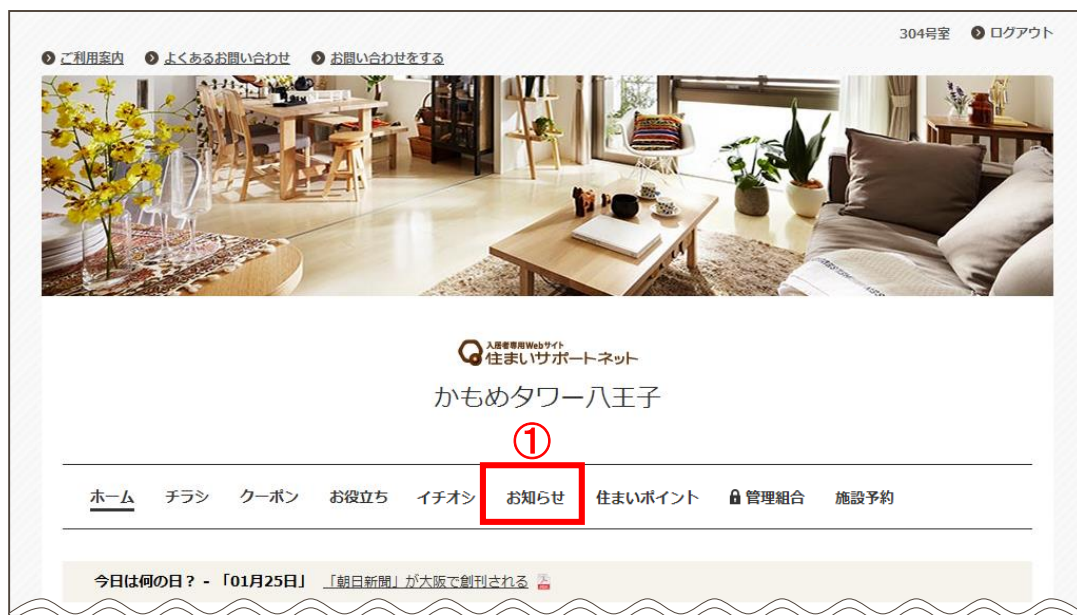 304号室 ログアウト
ご利用案内 よくあるお問い合わせ お問い合わせをする
入居者専用Webサイト
住まいサポートネット
かもめタワー八王子
①
ホーム チラシ クーポン お役立ち イチオシ お知らせ 住まいポイント 管理組合 施設予約
今日は何の日？ - 「01月25日」 「朝日新聞」が大阪で創刊される